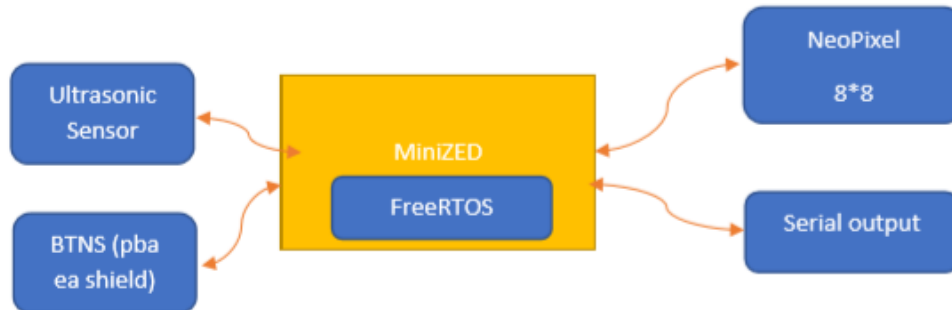 Ultrasonic
Sensor
BTNS (pba
ea shield)
MiniZED
FreeRTOS
NeoPixel
8*8
Serial output